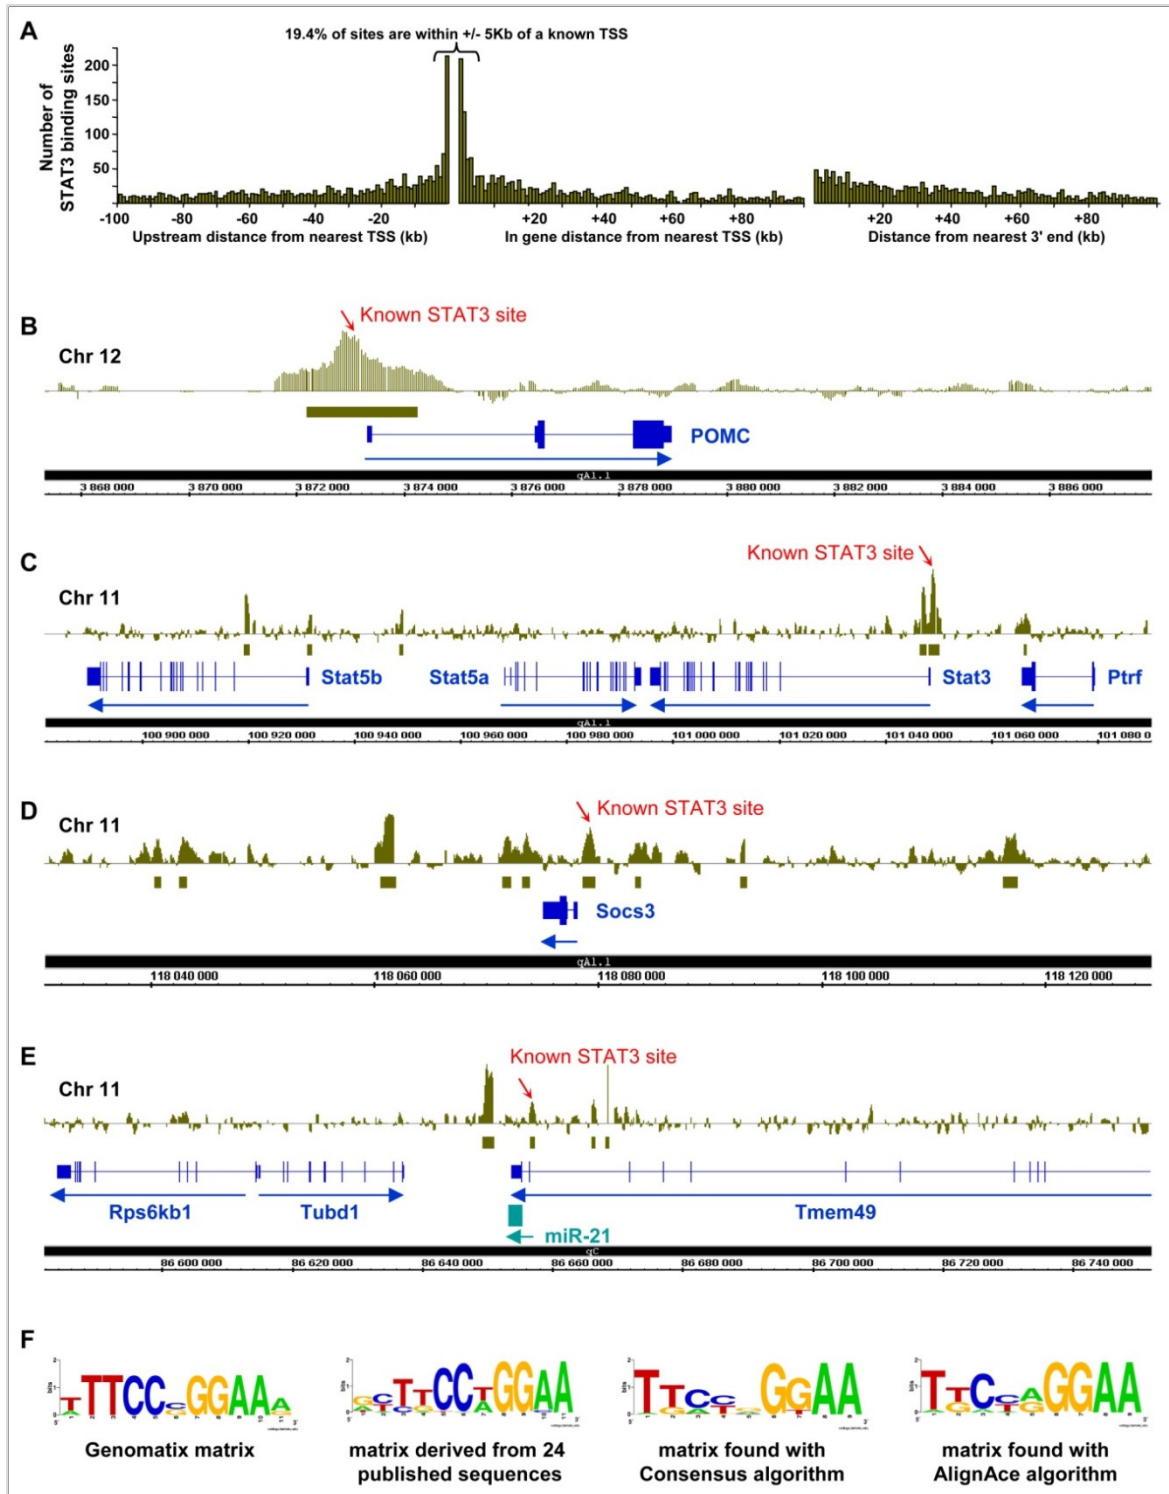 A
19.4% of sites are within +/- 5Kb of a known TSS
Number of
STAT3 binding sites
200
150
100
50
-100 -80 -60 -40 -20 +20 +40 +60 +80 +20 +40 +60 +80
Upstream distance from nearest TSS (kb) In gene distance from nearest TSS (kb) Distance from nearest 3' end (kb)
B
Known STAT3 site
Chr 12
POMC
qA1.1
3 868 000 3 870 000 3 872 000 3 874 000 3 876 000 3 878 000 3 880 000 3 882 000 3 884 000 3 886 000
C
Known STAT3 site
Chr 11
Stat5b Stat5a Stat3 Ptrf
qA1.1
100 900 000 100 920 000 100 940 000 100 960 000 100 980 000 101 000 000 101 020 000 101 040 000 101 060 000 101 080 0
D
Known STAT3 site
Chr 11
Socs3
qA1.1
118 040 000 118 060 000 118 080 000 118 100 000 118 120 000
E
Known STAT3 site
Chr 11
Rps6kb1 Tubd1 Tmem49
miR-21
qC
86 600 000 86 620 000 86 640 000 86 660 000 86 680 000 86 700 000 86 720 000 86 740 000
F
Genomatix matrix
matrix derived from 24
published sequences
matrix found with
Consensus algorithm
matrix found with
AlignAce algorithm